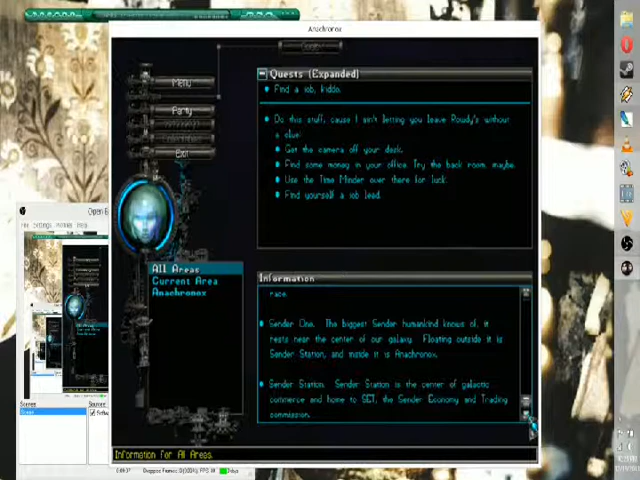 Anachronox
Menu
Party
Exit
Quests (Expanded)
Find a job, kiddo.
Do this stuff, cause I ain't letting you leave Rowdy's without
a clue:
Get the camera off your desk.
Find some money in your office. Try the back room, maybe.
Use the Time Minder over there for luck.
Find yourself a job lead.
All Areas
Current Area
Anachronox
Information
race.
Sender One. The biggest Sender humankind knows of, it
rests near the center of our galaxy. Floating outside it is
Sender Station, and inside it is Anachronox.
Sender Station. Sender Station is the center of galactic
commerce and home to SET, the Sender Economy and Trading
commission.
Information for All Areas.
Open